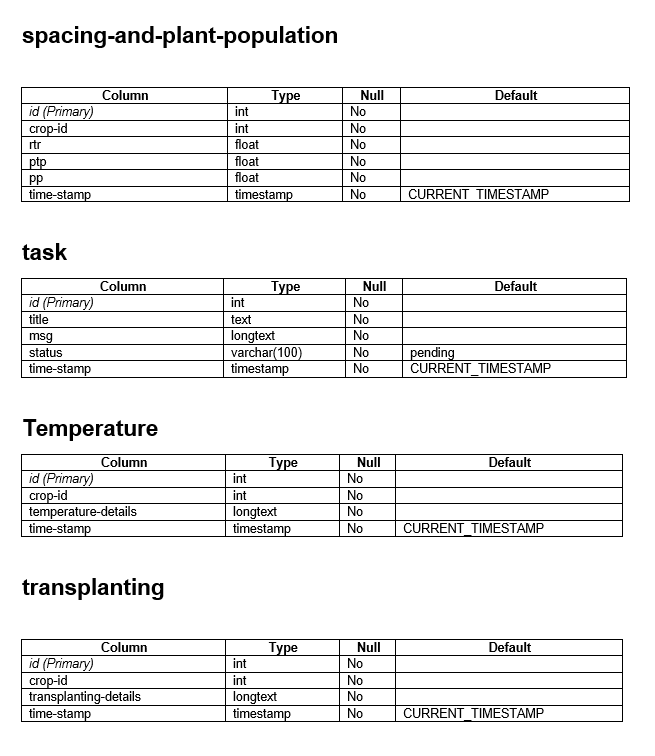 spacing-and-plant-population
Column Type Null Default
id (Primary) int No
crop-id int No
rtr float No
ptp float No
pp float No
time-stamp timestamp No CURRENT_TIMESTAMP
task
Column Type Null Default
id (Primary) int No
title text No
msg longtext No
status varchar(100) No pending
time-stamp timestamp No CURRENT_TIMESTAMP
Temperature
Column Type Null Default
id (Primary) int No
crop-id int No
temperature-details longtext No
time-stamp timestamp No CURRENT_TIMESTAMP
transplanting
Column Type Null Default
id (Primary) int No
crop-id int No
transplanting-details longtext No
time-stamp timestamp No CURRENT_TIMESTAMP